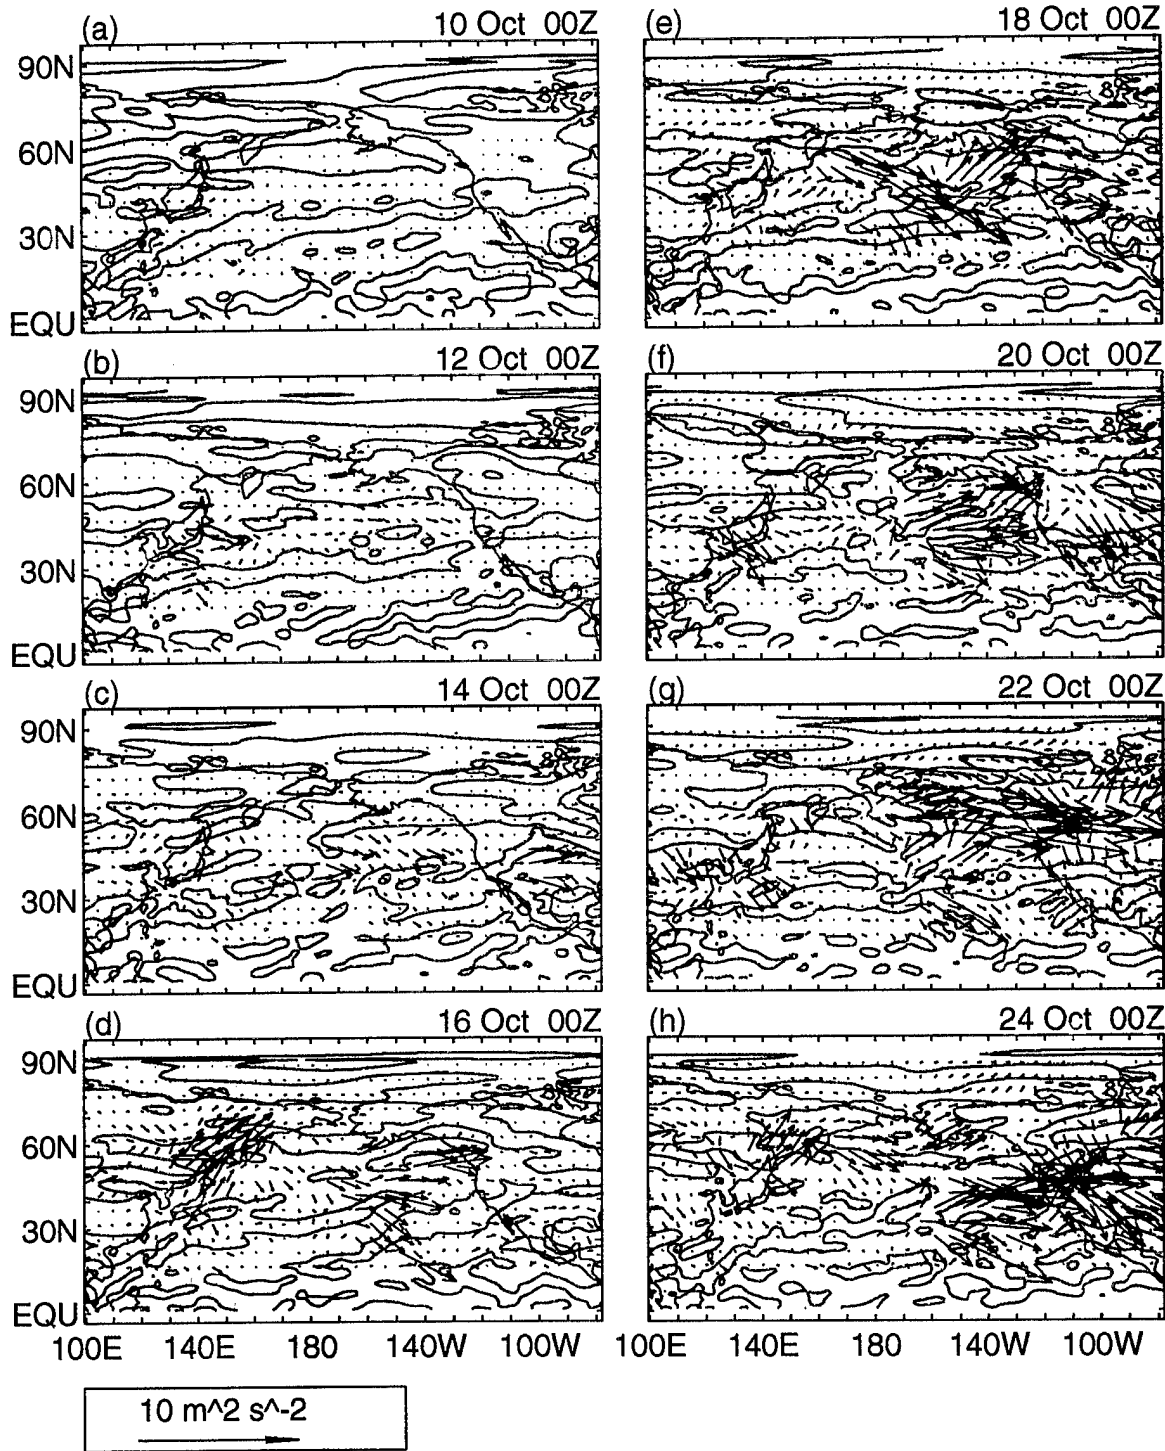 (a) 10 Oct 00Z
90N
60N
30N
EQU
(b) 12 Oct 00Z
90N
60N
30N
EQU
(c) 14 Oct 00Z
90N
60N
30N
EQU
(d) 16 Oct 00Z
90N
60N
30N
EQU
100E 140E 180 140W 100W
(e) 18 Oct 00Z
(f) 20 Oct 00Z
(g) 22 Oct 00Z
(h) 24 Oct 00Z
100E 140E 180 140W 100W
10 m^2 s^-2